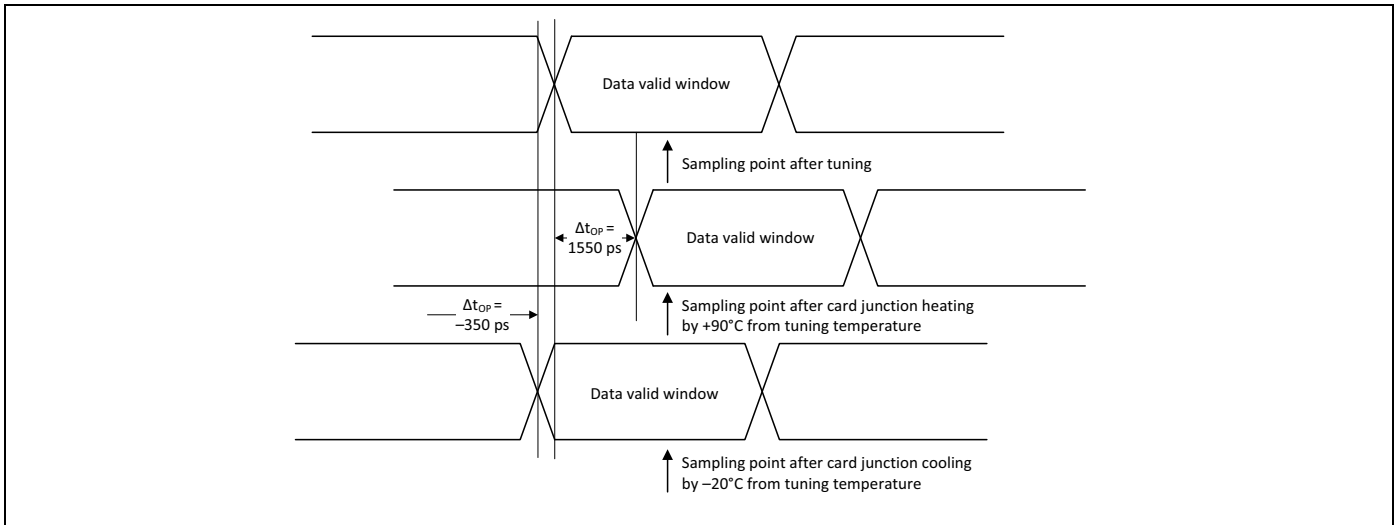 Data valid window
Sampling point after tuning
ΔtOP =
1550 ps
Data valid window
ΔtOP =
–350 ps
Sampling point after card junction heating
by +90°C from tuning temperature
Data valid window
Sampling point after card junction cooling
by –20°C from tuning temperature